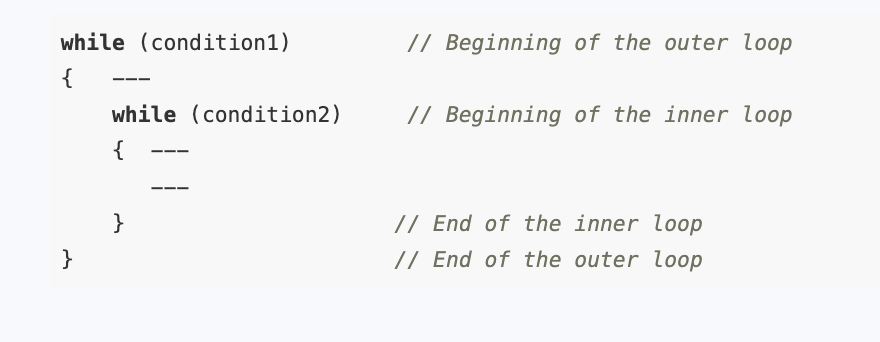 while (condition1)         // Beginning of the outer loop
{   ---
    while (condition2)     // Beginning of the inner loop
    {  ---
       ---
    }                     // End of the inner loop
}                         // End of the outer loop